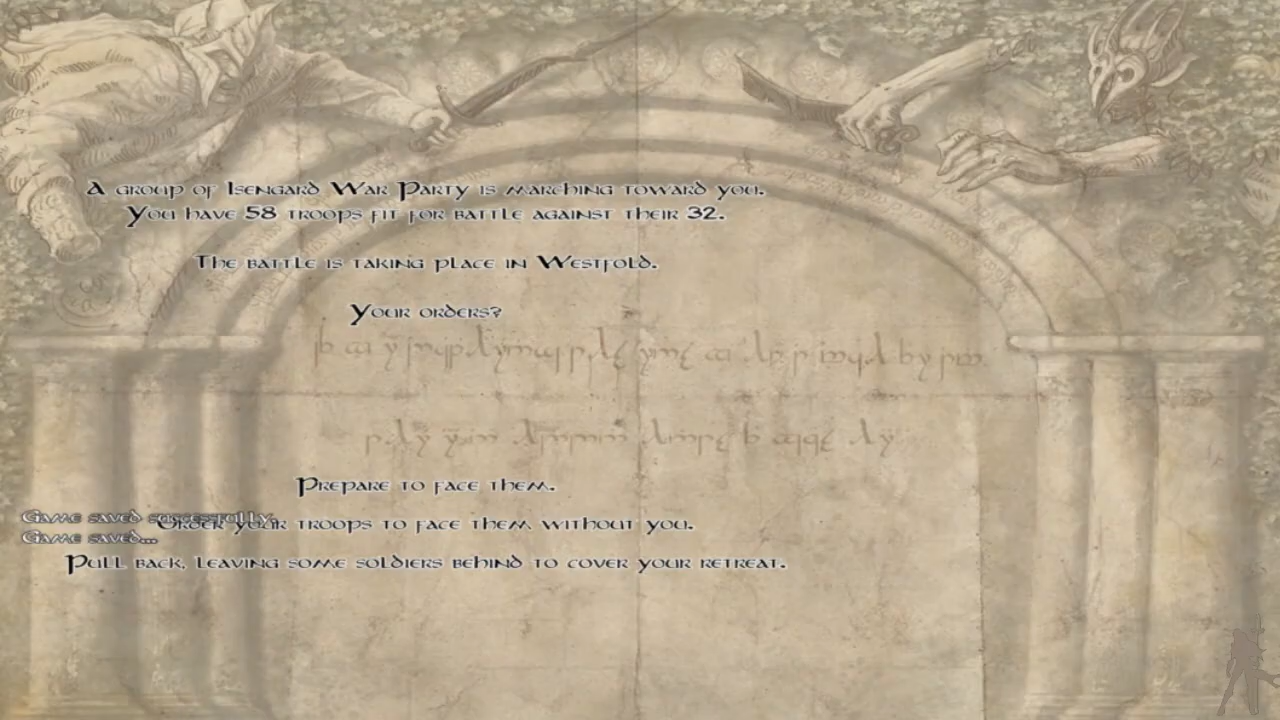 A group of Isengard War Party is marching toward you.
You have 58 troops fit for battle against their 32.
The battle is taking place in Westfold.
Your orders?
Prepare to face them.
Game saved successfully.
Order your troops to face them without you.
Game saved...
Pull back, leaving some soldiers behind to cover your retreat.